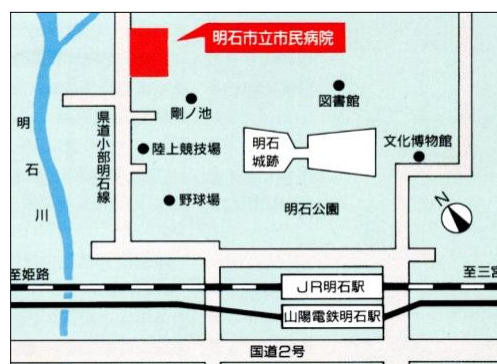 明石市立市民病院
図書館
剛ノ池
県道小部明石線
明石川
陸上競技場
明石
城跡
文化博物館
野球場
明石公園
N
至姫路
至三宮
JR明石駅
山陽電鉄明石駅
国道2号